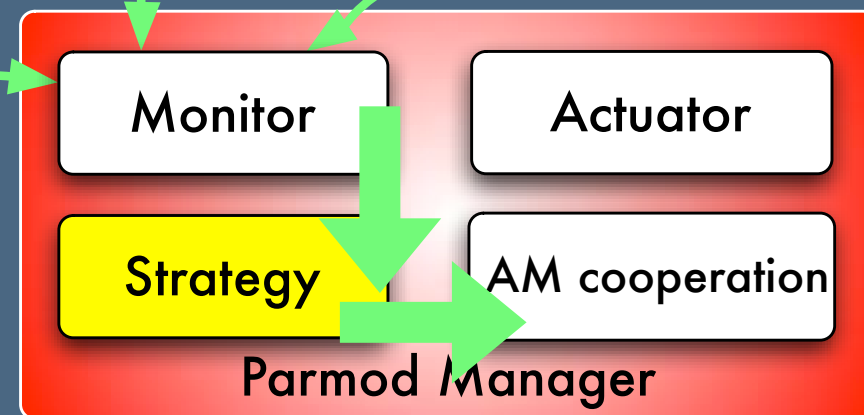 Monitor
Actuator
Strategy
AM cooperation
Parmod Manager